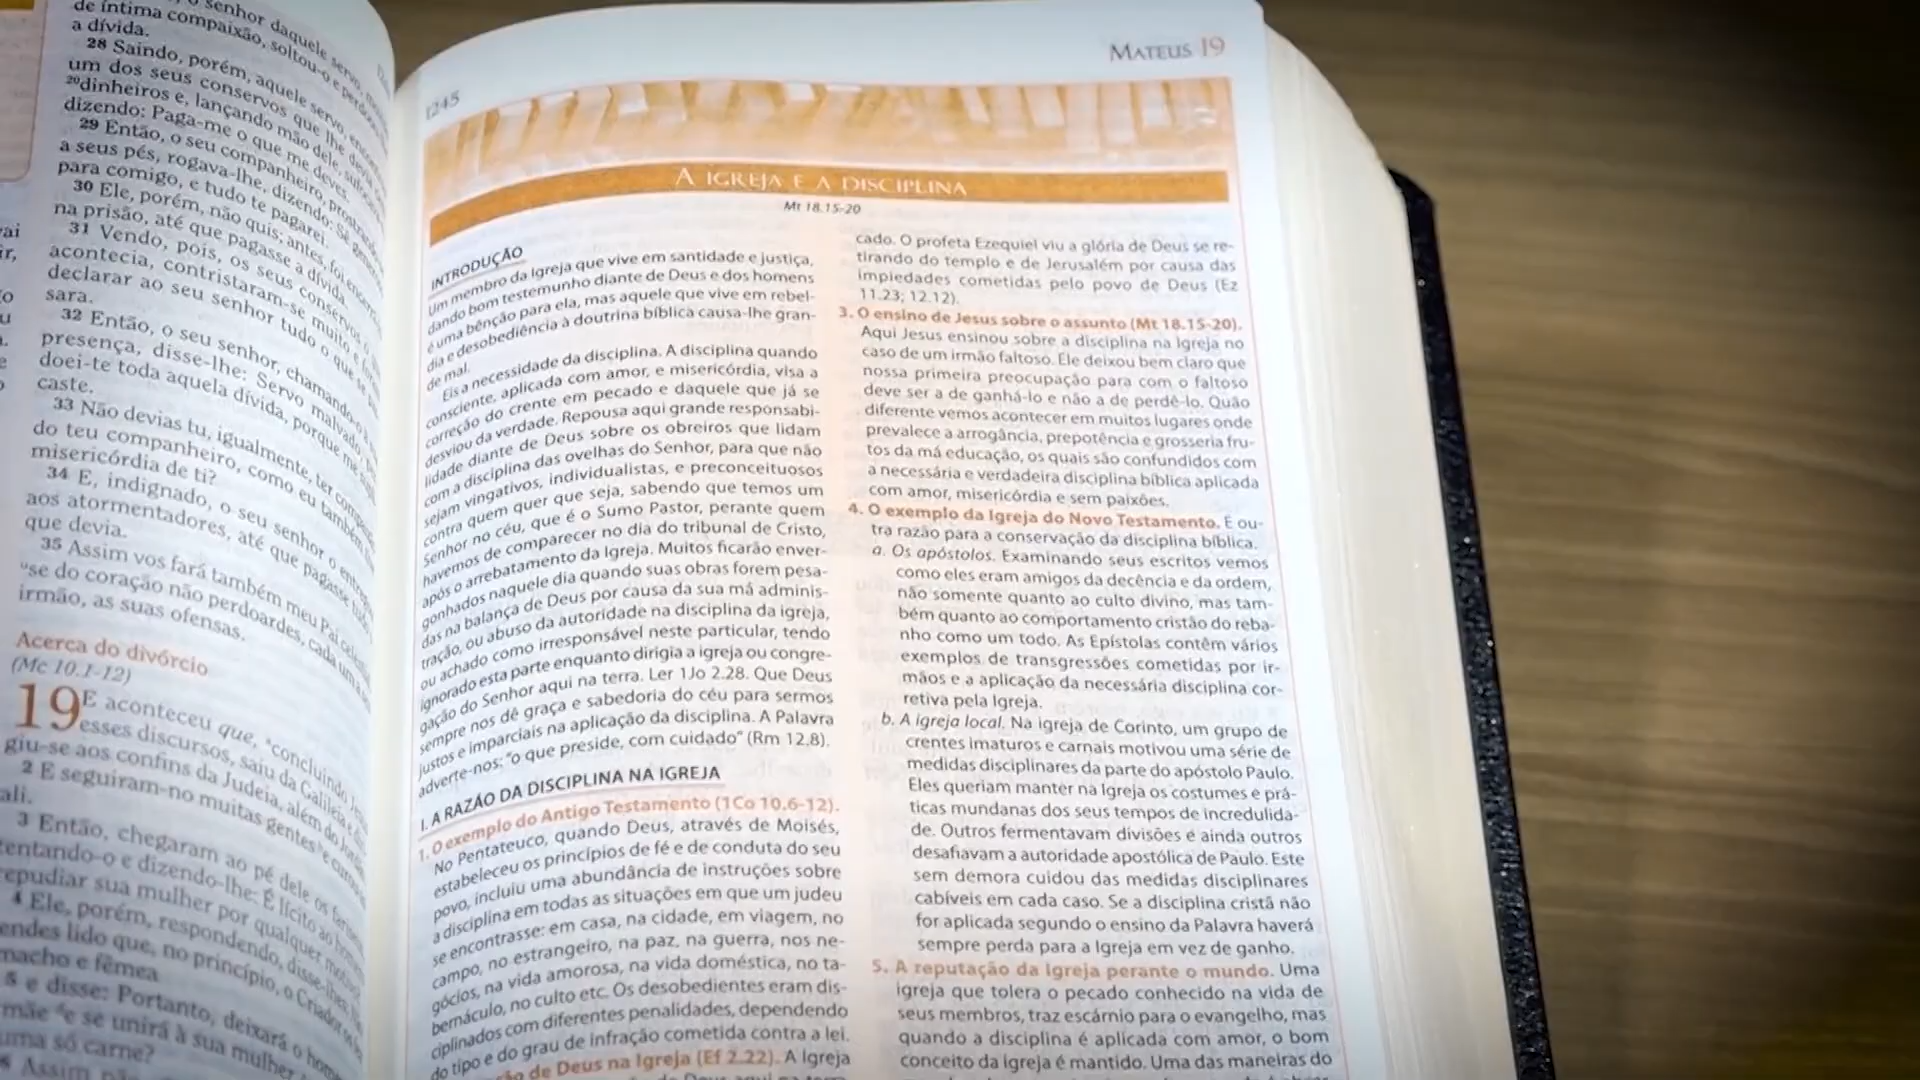 senhor daquele servo,
de íntima compaixão, soltou-o e perdoou-
a dívida.
28 Saindo, porém, aquele servo, encon
um dos seus conservos que lhe devia
dinheiros e, lançando mão dele, sufoca
dizendo: Paga-me o que me deves.
29 Então, o seu companheiro, prostrando
a seus pés, rogava-lhe, dizendo: Sê gene
para comigo, e tudo te pagarei.
30 Ele, porém, não quis; antes, foi encer
na prisão, até que pagasse a dívida.
31 Vendo, pois, os seus conservos o
acontecia, contristaram-se muito e foram
declarar ao seu senhor tudo o que se pas
sara.
32 Então, o seu senhor, chamando-o à
presença, disse-lhe: Servo malvado,
doei-te toda aquela dívida, porque me supli
caste.
33 Não devias tu, igualmente, ter compa
do teu companheiro, como eu também
misericórdia de ti?
34 E, indignado, o seu senhor o entregou
aos atormentadores, até que pagasse tudo
que devia.
35 Assim vos fará também meu Pai celestial
se do coração não perdoardes, cada um a seu
irmão, as suas ofensas.
Acerca do divórcio
(Mc 10.1-12)
19 E aconteceu que, concluindo Jesus
esses discursos, saiu da Galileia e
giu-se aos confins da Judeia, além do Jordão
2 E seguiram-no muitas gentes e curou-
ali.
3 Então, chegaram ao pé dele os fariseus
tentando-o e dizendo-lhe: É lícito ao homem
repudiar sua mulher por qualquer motivo?
4 Ele, porém, respondendo, disse-lhes: Não
endes lido que, no princípio, o Criador os fez
macho e fêmea
5 e disse: Portanto, deixará o homem
mãe e se unirá à sua mulher
uma só carne?
6 Assim
1245
MATEUS 19
A IGREJA E A DISCIPLINA
Mt 18.15-20
INTRODUÇÃO
Um membro da Igreja que vive em santidade e justiça,
dando bom testemunho diante de Deus e dos homens
é uma bênção para ela, mas aquele que vive em rebel-
dia e desobediência à doutrina bíblica causa-lhe gran-
de mal.
Eis a necessidade da disciplina. A disciplina quando
consciente, aplicada com amor, e misericórdia, visa a
correção do crente em pecado e daquele que já se
desviou da verdade. Repousa aqui grande responsabi-
lidade diante de Deus sobre os obreiros que lidam
com a disciplina das ovelhas do Senhor, para que não
sejam vingativos, individualistas, e preconceituosos
contra quem quer que seja, sabendo que temos um
Senhor no céu, que é o Sumo Pastor, perante quem
havemos de comparecer no dia do tribunal de Cristo,
após o arrebatamento da Igreja. Muitos ficarão enver-
gonhados naquele dia quando suas obras forem pesa-
das na balança de Deus por causa da sua má adminis-
tração, ou abuso da autoridade na disciplina da igreja,
ou achado como irresponsável neste particular, tendo
ignorado esta parte enquanto dirigia a igreja ou congre-
gação do Senhor aqui na terra. Ler 1Jo 2.28. Que Deus
sempre nos dê graça e sabedoria do céu para sermos
justos e imparciais na aplicação da disciplina. A Palavra
adverte-nos: "o que preside, com cuidado" (Rm 12.8).
I. A RAZÃO DA DISCIPLINA NA IGREJA
1. O exemplo do Antigo Testamento (1Co 10.6-12).
No Pentateuco, quando Deus, através de Moisés,
estabeleceu os princípios de fé e de conduta do seu
povo, incluiu uma abundância de instruções sobre
a disciplina em todas as situações em que um judeu
se encontrasse: em casa, na cidade, em viagem, no
campo, no estrangeiro, na paz, na guerra, nos ne-
gócios, na vida amorosa, na vida doméstica, no ta-
bernáculo, no culto etc. Os desobedientes eram dis-
ciplinados com diferentes penalidades, dependendo
do tipo e do grau de infração cometida contra a lei.
de Deus na Igreja (Ef 2.22). A Igreja
cado. O profeta Ezequiel viu a glória de Deus se re-
tirando do templo e de Jerusalém por causa das
impiedades cometidas pelo povo de Deus (Ez
11.23; 12.12).
3. O ensino de Jesus sobre o assunto (Mt 18.15-20).
Aqui Jesus ensinou sobre a disciplina na Igreja no
caso de um irmão faltoso. Ele deixou bem claro que
nossa primeira preocupação para com o faltoso
deve ser a de ganhá-lo e não a de perdê-lo. Quão
diferente vemos acontecer em muitos lugares onde
prevalece a arrogância, prepotência e grosseria fru-
tos da má educação, os quais são confundidos com
a necessária e verdadeira disciplina bíblica aplicada
com amor, misericórdia e sem paixões.
4. O exemplo da Igreja do Novo Testamento. É ou-
tra razão para a conservação da disciplina bíblica.
a. Os apóstolos. Examinando seus escritos vemos
como eles eram amigos da decência e da ordem,
não somente quanto ao culto divino, mas tam-
bém quanto ao comportamento cristão do reba-
nho como um todo. As Epístolas contêm vários
exemplos de transgressões cometidas por ir-
mãos e a aplicação da necessária disciplina cor-
retiva pela Igreja.
b. A igreja local. Na igreja de Corinto, um grupo de
crentes imaturos e carnais motivou uma série de
medidas disciplinares da parte do apóstolo Paulo.
Eles queriam manter na Igreja os costumes e prá-
ticas mundanas dos seus tempos de incredulida-
de. Outros fermentavam divisões e ainda outros
desafiavam a autoridade apostólica de Paulo. Este
sem demora cuidou das medidas disciplinares
cabíveis em cada caso. Se a disciplina cristã não
for aplicada segundo o ensino da Palavra haverá
sempre perda para a Igreja em vez de ganho.
5. A reputação da Igreja perante o mundo. Uma
igreja que tolera o pecado conhecido na vida de
seus membros, traz escárnio para o evangelho, mas
quando a disciplina é aplicada com amor, o bom
conceito da igreja é mantido. Uma das maneiras do